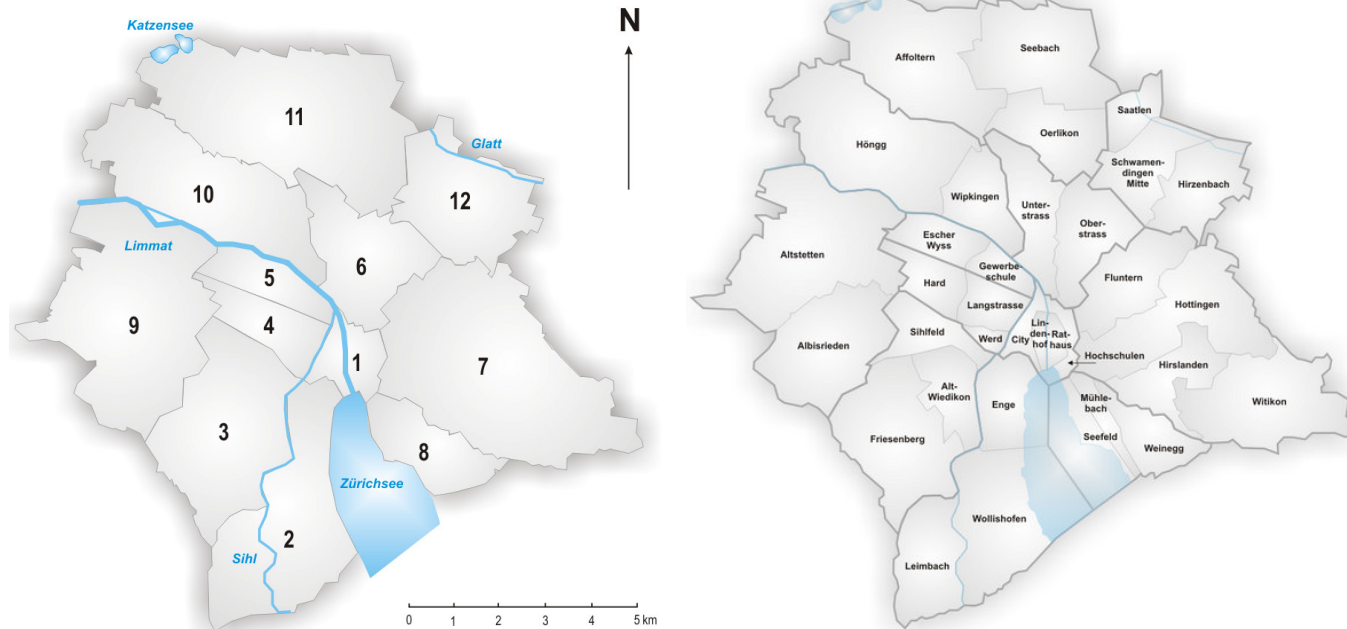 Katzensee
N
11
Glatt
10
12
Limmat
6
5
9
4
1
7
3
8
Zürichsee
2
Sihl
0 1 2 3 4 5 km
Seebach
Affoltern
Saatlen
Oerlikon
Höngg
Schwamen-
dingen
Mitte
Hirzenbach
Wipkingen
Unter-
strass
Ober-
strass
Escher
Wyss
Altstetten
Gewerbe-
schule
Fluntern
Hard
Hottingen
Langstrasse
Sihlfeld
Werd
City
Lin-
den-
hof
Rat-
haus
Albisrieden
Hochschulen
Hirslanden
Alt-
Wiedikon
Enge
Mühle-
bach
Witikon
Friesenberg
Seefeld
Weinegg
Wollishofen
Leimbach